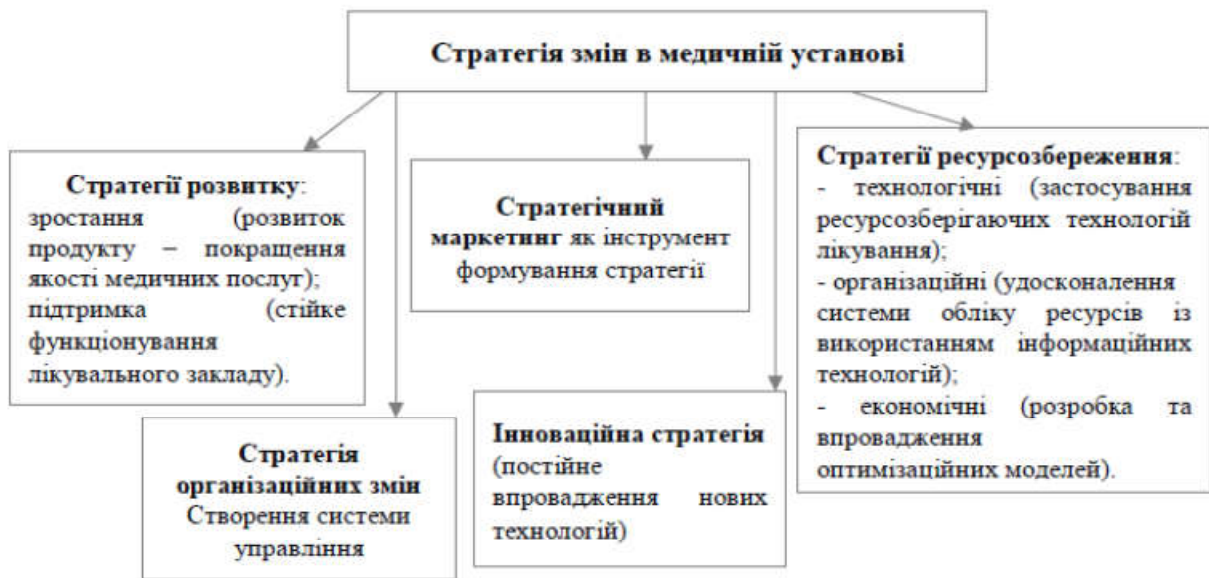 Стратегія змін в медичній установі
Стратегії розвитку:
зростання (розвиток
продукту – покращення
якості медичних послуг);
підтримка (стійке
функціонування
лікувального закладу).
Стратегія
організаційних змін
Створення системи
управління
Стратегічний
маркетинг як інструмент
формування стратегії
Інноваційна стратегія
(постійне
впровадження нових
технологій)
Стратегії ресурсозбереження:
- технологічні (застосування
ресурсозберігаючих технологій
лікування);
- організаційні (удосконалення
системи обліку ресурсів із
використанням інформаційних
технологій);
- економічні (розробка та
впровадження
оптимізаційних моделей).